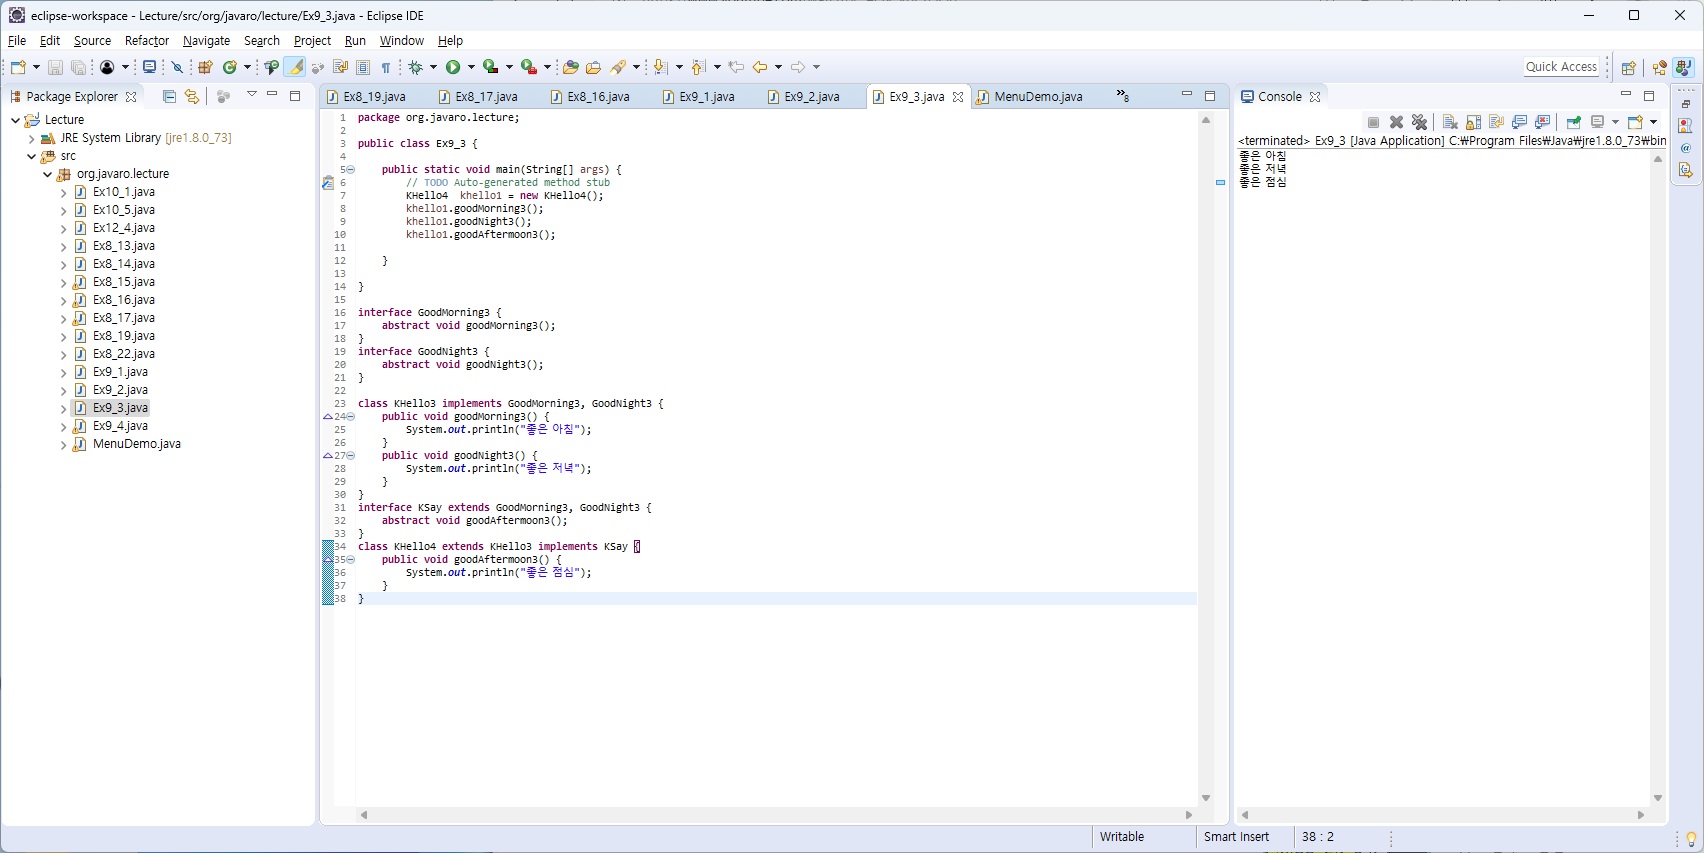 eclipse-workspace - Lecture/src/org/javaro/lecture/Ex9_3.java - Eclipse IDE
File Edit Source Refactor Navigate Search Project Run Window Help
Quick Access
Package Explorer
Lecture
JRE System Library [jre1.8.0_73]
src
org.javaro.lecture
Ex10_1.java
Ex10_5.java
Ex12_4.java
Ex8_13.java
Ex8_14.java
Ex8_15.java
Ex8_16.java
Ex8_17.java
Ex8_19.java
Ex8_22.java
Ex9_1.java
Ex9_2.java
Ex9_3.java
Ex9_4.java
MenuDemo.java
Ex8_19.java Ex8_17.java Ex8_16.java Ex9_1.java Ex9_2.java Ex9_3.java MenuDemo.java »8
1 package org.javaro.lecture;
2
3 public class Ex9_3 {
4
5 public static void main(String[] args) {
6 // TODO Auto-generated method stub
7 KHello4 khello1 = new KHello4();
8 khello1.goodMorning3();
9 khello1.goodNight3();
10 khello1.goodAftermoon3();
11
12 }
13
14 }
15
16 interface GoodMorning3 {
17 abstract void goodMorning3();
18 }
19 interface GoodNight3 {
20 abstract void goodNight3();
21 }
22
23 class KHello3 implements GoodMorning3, GoodNight3 {
24 public void goodMorning3() {
25 System.out.println("좋은 아침");
26 }
27 public void goodNight3() {
28 System.out.println("좋은 저녁");
29 }
30 }
31 interface KSay extends GoodMorning3, GoodNight3 {
32 abstract void goodAftermoon3();
33 }
34 class KHello4 extends KHello3 implements KSay {
35 public void goodAftermoon3() {
36 System.out.println("좋은 점심");
37 }
38 }
Console
<terminated> Ex9_3 [Java Application] C:₩Program Files₩Java₩jre1.8.0_73₩bin
좋은 아침
좋은 저녁
좋은 점심
Writable Smart Insert 38 : 2